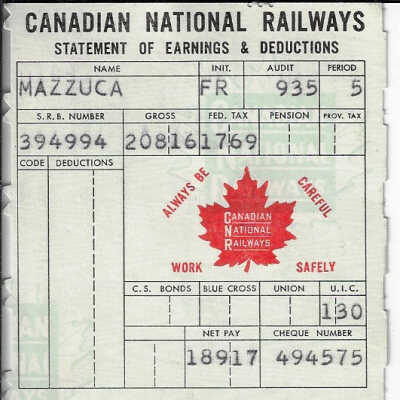 CANADIAN NATIONAL RAILWAYS
STATEMENT OF EARNINGS & DEDUCTIONS
NAME INIT. AUDIT PERIOD
MAZZUCA FR 935 5
S.R.B. NUMBER GROSS FED. TAX PENSION PROV. TAX
394994 20816 1769
CODE DEDUCTIONS
ALWAYS BE CAREFUL
CANADIAN
NATIONAL
RAILWAYS
WORK SAFELY
C.S. BONDS BLUE CROSS UNION U.I.C.
130
NET PAY CHEQUE NUMBER
18917 494575